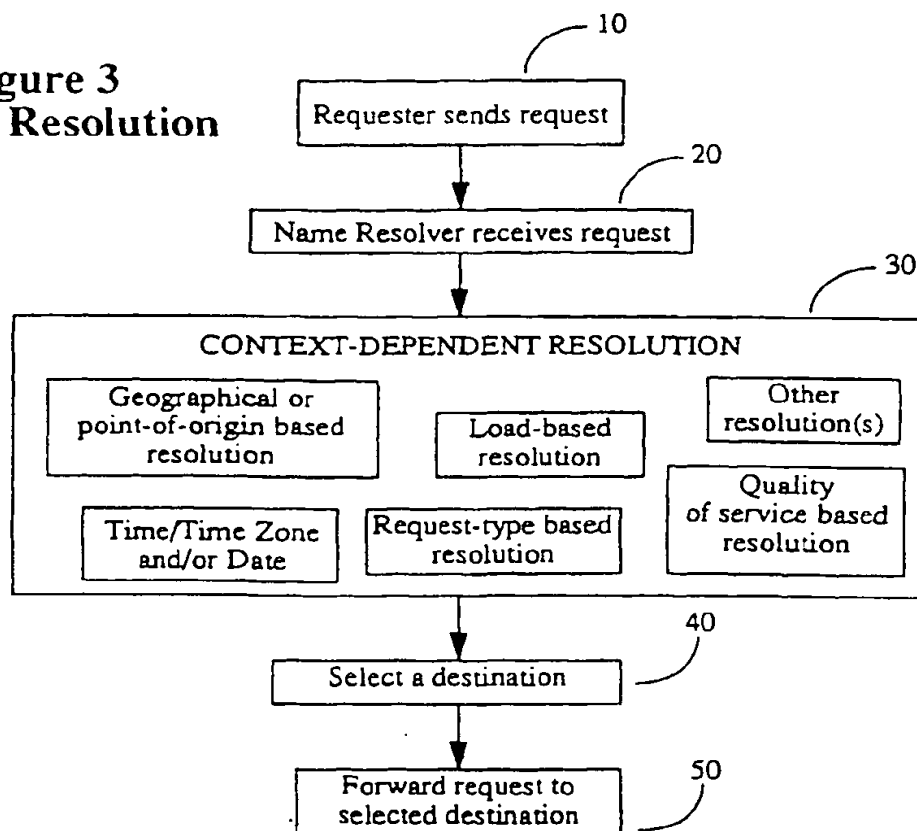 10
gure 3
Resolution
Requester sends request
20
Name Resolver receives request
30
CONTEXT-DEPENDENT RESOLUTION
Geographical or
point-of-origin based
resolution
Load-based
resolution
Other
resolution(s)
Time/Time Zone
and/or Date
Request-type based
resolution
Quality
of service based
resolution
40
Select a destination
50
Forward request to
selected destination